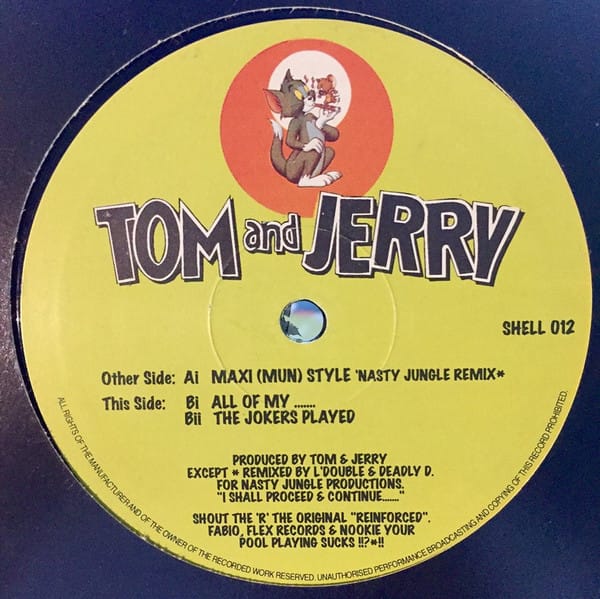 TOM and JERRY
SHELL 012
Other Side: Ai MAXI (MUN) STYLE 'NASTY JUNGLE REMIX*
This Side: Bi ALL OF MY .......
Bii THE JOKERS PLAYED
PRODUCED BY TOM & JERRY
EXCEPT * REMIXED BY L'DOUBLE & DEADLY D.
FOR NASTY JUNGLE PRODUCTIONS.
"I SHALL PROCEED & CONTINUE......."
SHOUT THE 'R' THE ORIGINAL "REINFORCED".
FABIO, FLEX RECORDS & NOOKIE YOUR
POOL PLAYING SUCKS !!?*!!
ALL RIGHTS OF THE MANUFACTURER AND OF THE OWNER OF THE RECORDED WORK RESERVED. UNAUTHORISED PERFORMANCE BROADCASTING AND COPYING OF THIS RECORD PROHIBITED.